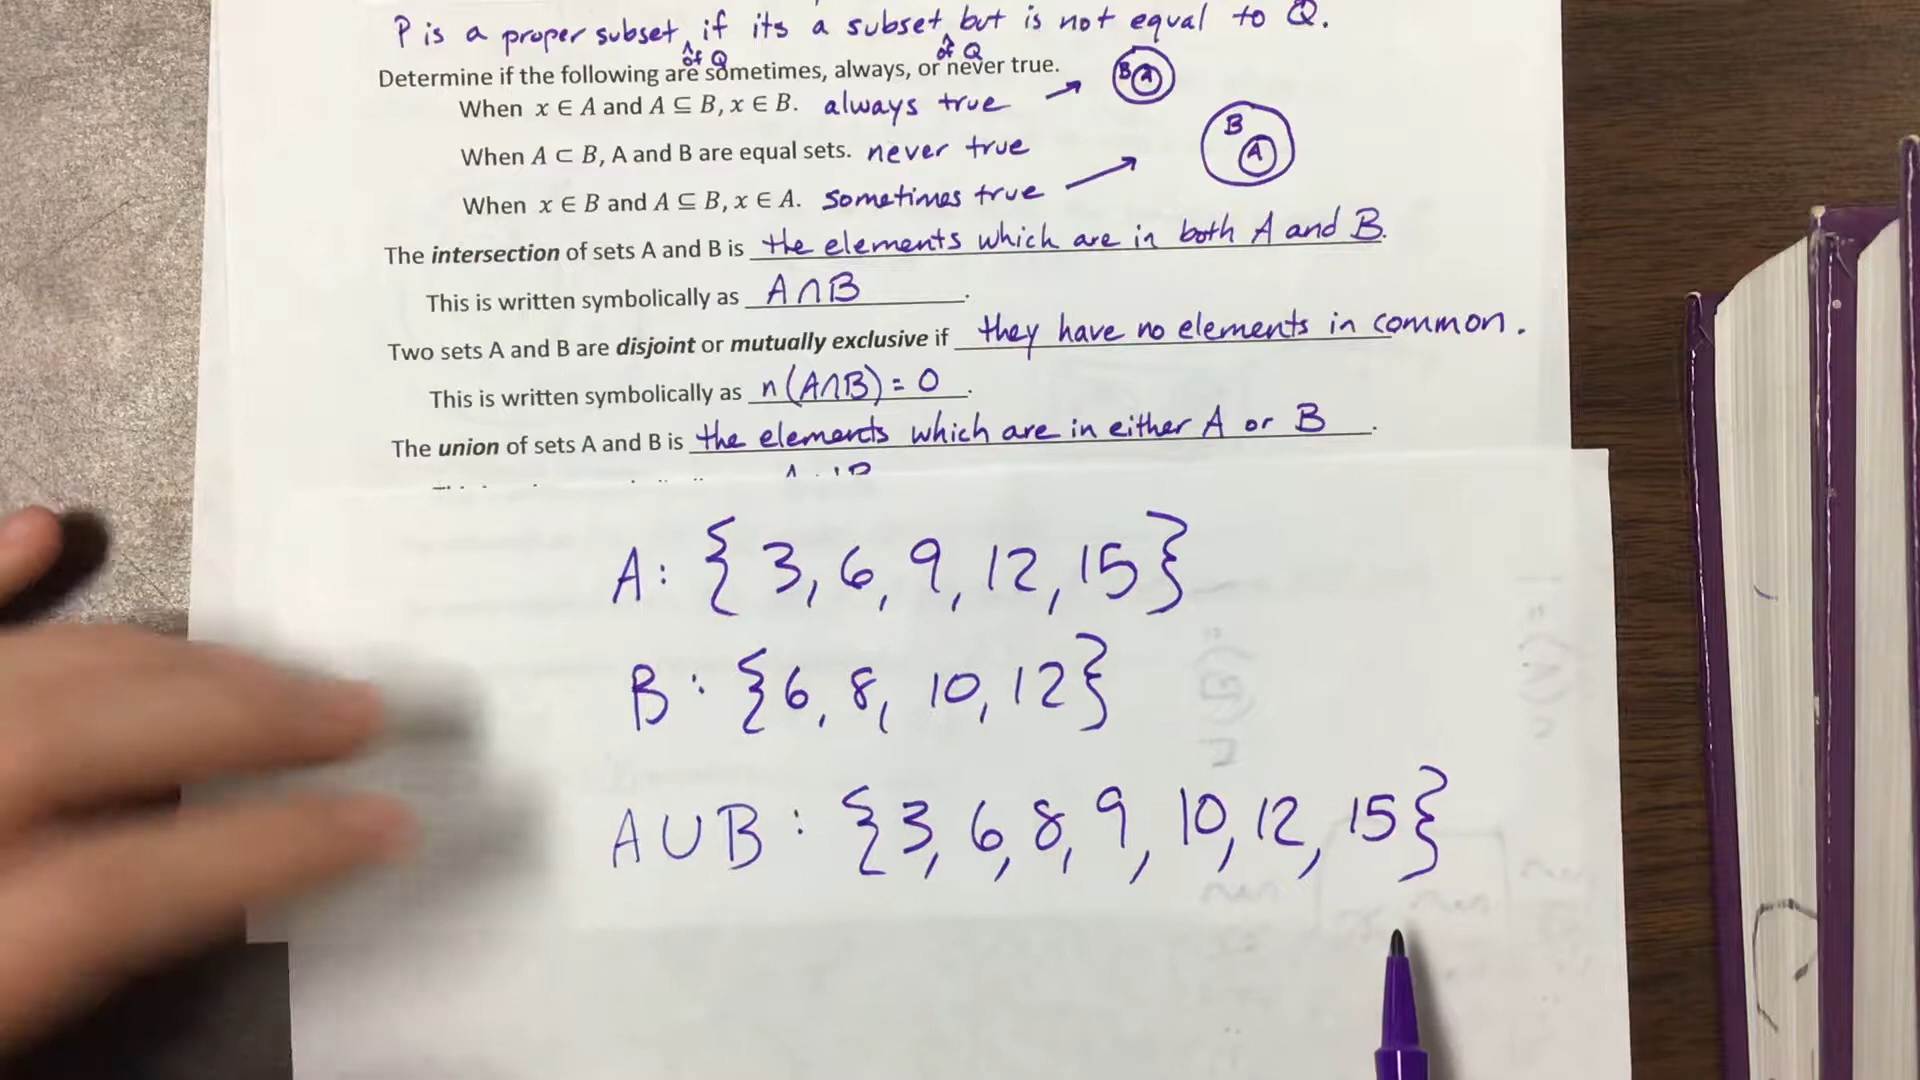 P is a proper subset of Q if its a subset of Q but is not equal to Q.
Determine if the following are sometimes, always, or never true.
When x ∈ A and A ⊆ B, x ∈ B. always true
B A
When A ⊂ B, A and B are equal sets. never true
B
A
When x ∈ B and A ⊆ B, x ∈ A. sometimes true
The intersection of sets A and B is the elements which are in both A and B.
This is written symbolically as A∩B.
Two sets A and B are disjoint or mutually exclusive if they have no elements in common.
This is written symbolically as n(A∩B) = 0.
The union of sets A and B is the elements which are in either A or B.
A: {3, 6, 9, 12, 15}
B: {6, 8, 10, 12}
A∪B: {3, 6, 8, 9, 10, 12, 15}